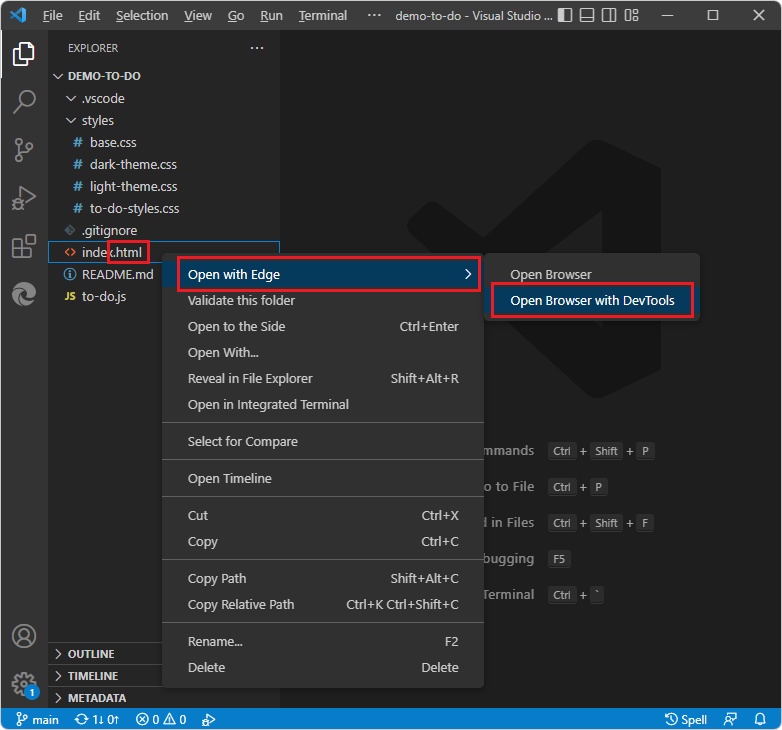 File Edit Selection View Go Run Terminal ··· demo-to-do - Visual Studio ...
EXPLORER ···
DEMO-TO-DO
.vscode
styles
# base.css
# dark-theme.css
# light-theme.css
# to-do-styles.css
.gitignore
<> index.html
README.md
JS to-do.js
Open with Edge
Validate this folder
Open to the Side Ctrl+Enter
Open With...
Reveal in File Explorer Shift+Alt+R
Open in Integrated Terminal
Select for Compare
Open Timeline
Cut Ctrl+X
Copy Ctrl+C
Copy Path Shift+Alt+C
Copy Relative Path Ctrl+K Ctrl+Shift+C
Rename... F2
Delete Delete
Open Browser
Open Browser with DevTools
mmands Ctrl + Shift + P
o to File Ctrl + P
d in Files Ctrl + Shift + F
bugging F5
Terminal Ctrl + `
OUTLINE
TIMELINE
METADATA
1
main 1↓ 0↑ 0 0 Spell